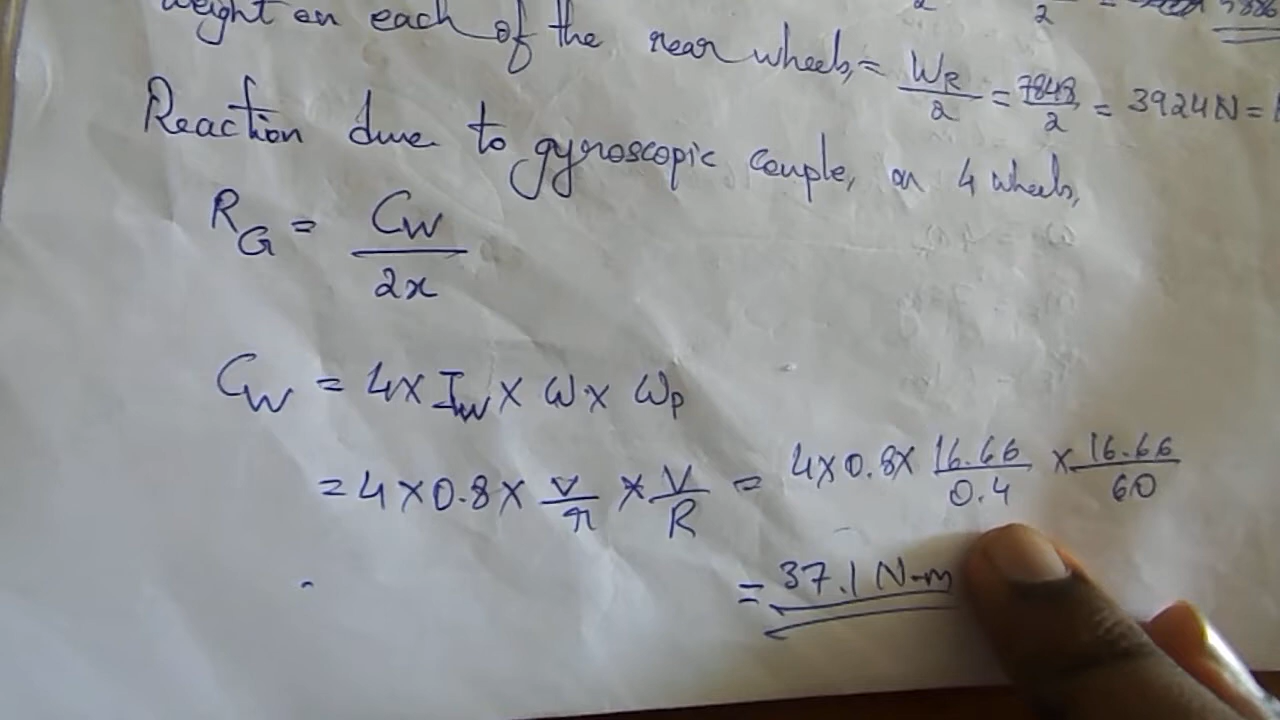 weight on each of the rear wheels, = W_R/2 = 7848/2 = 3924N =
Reaction due to gyroscopic couple, on 4 wheels,
R_G = C_W/2x
C_W = 4 × I_W × ω × ω_P
= 4 × 0.8 × v/r × V/R = 4 × 0.8 × 16.66/0.4 × 16.66/60
= 37.1 N-m